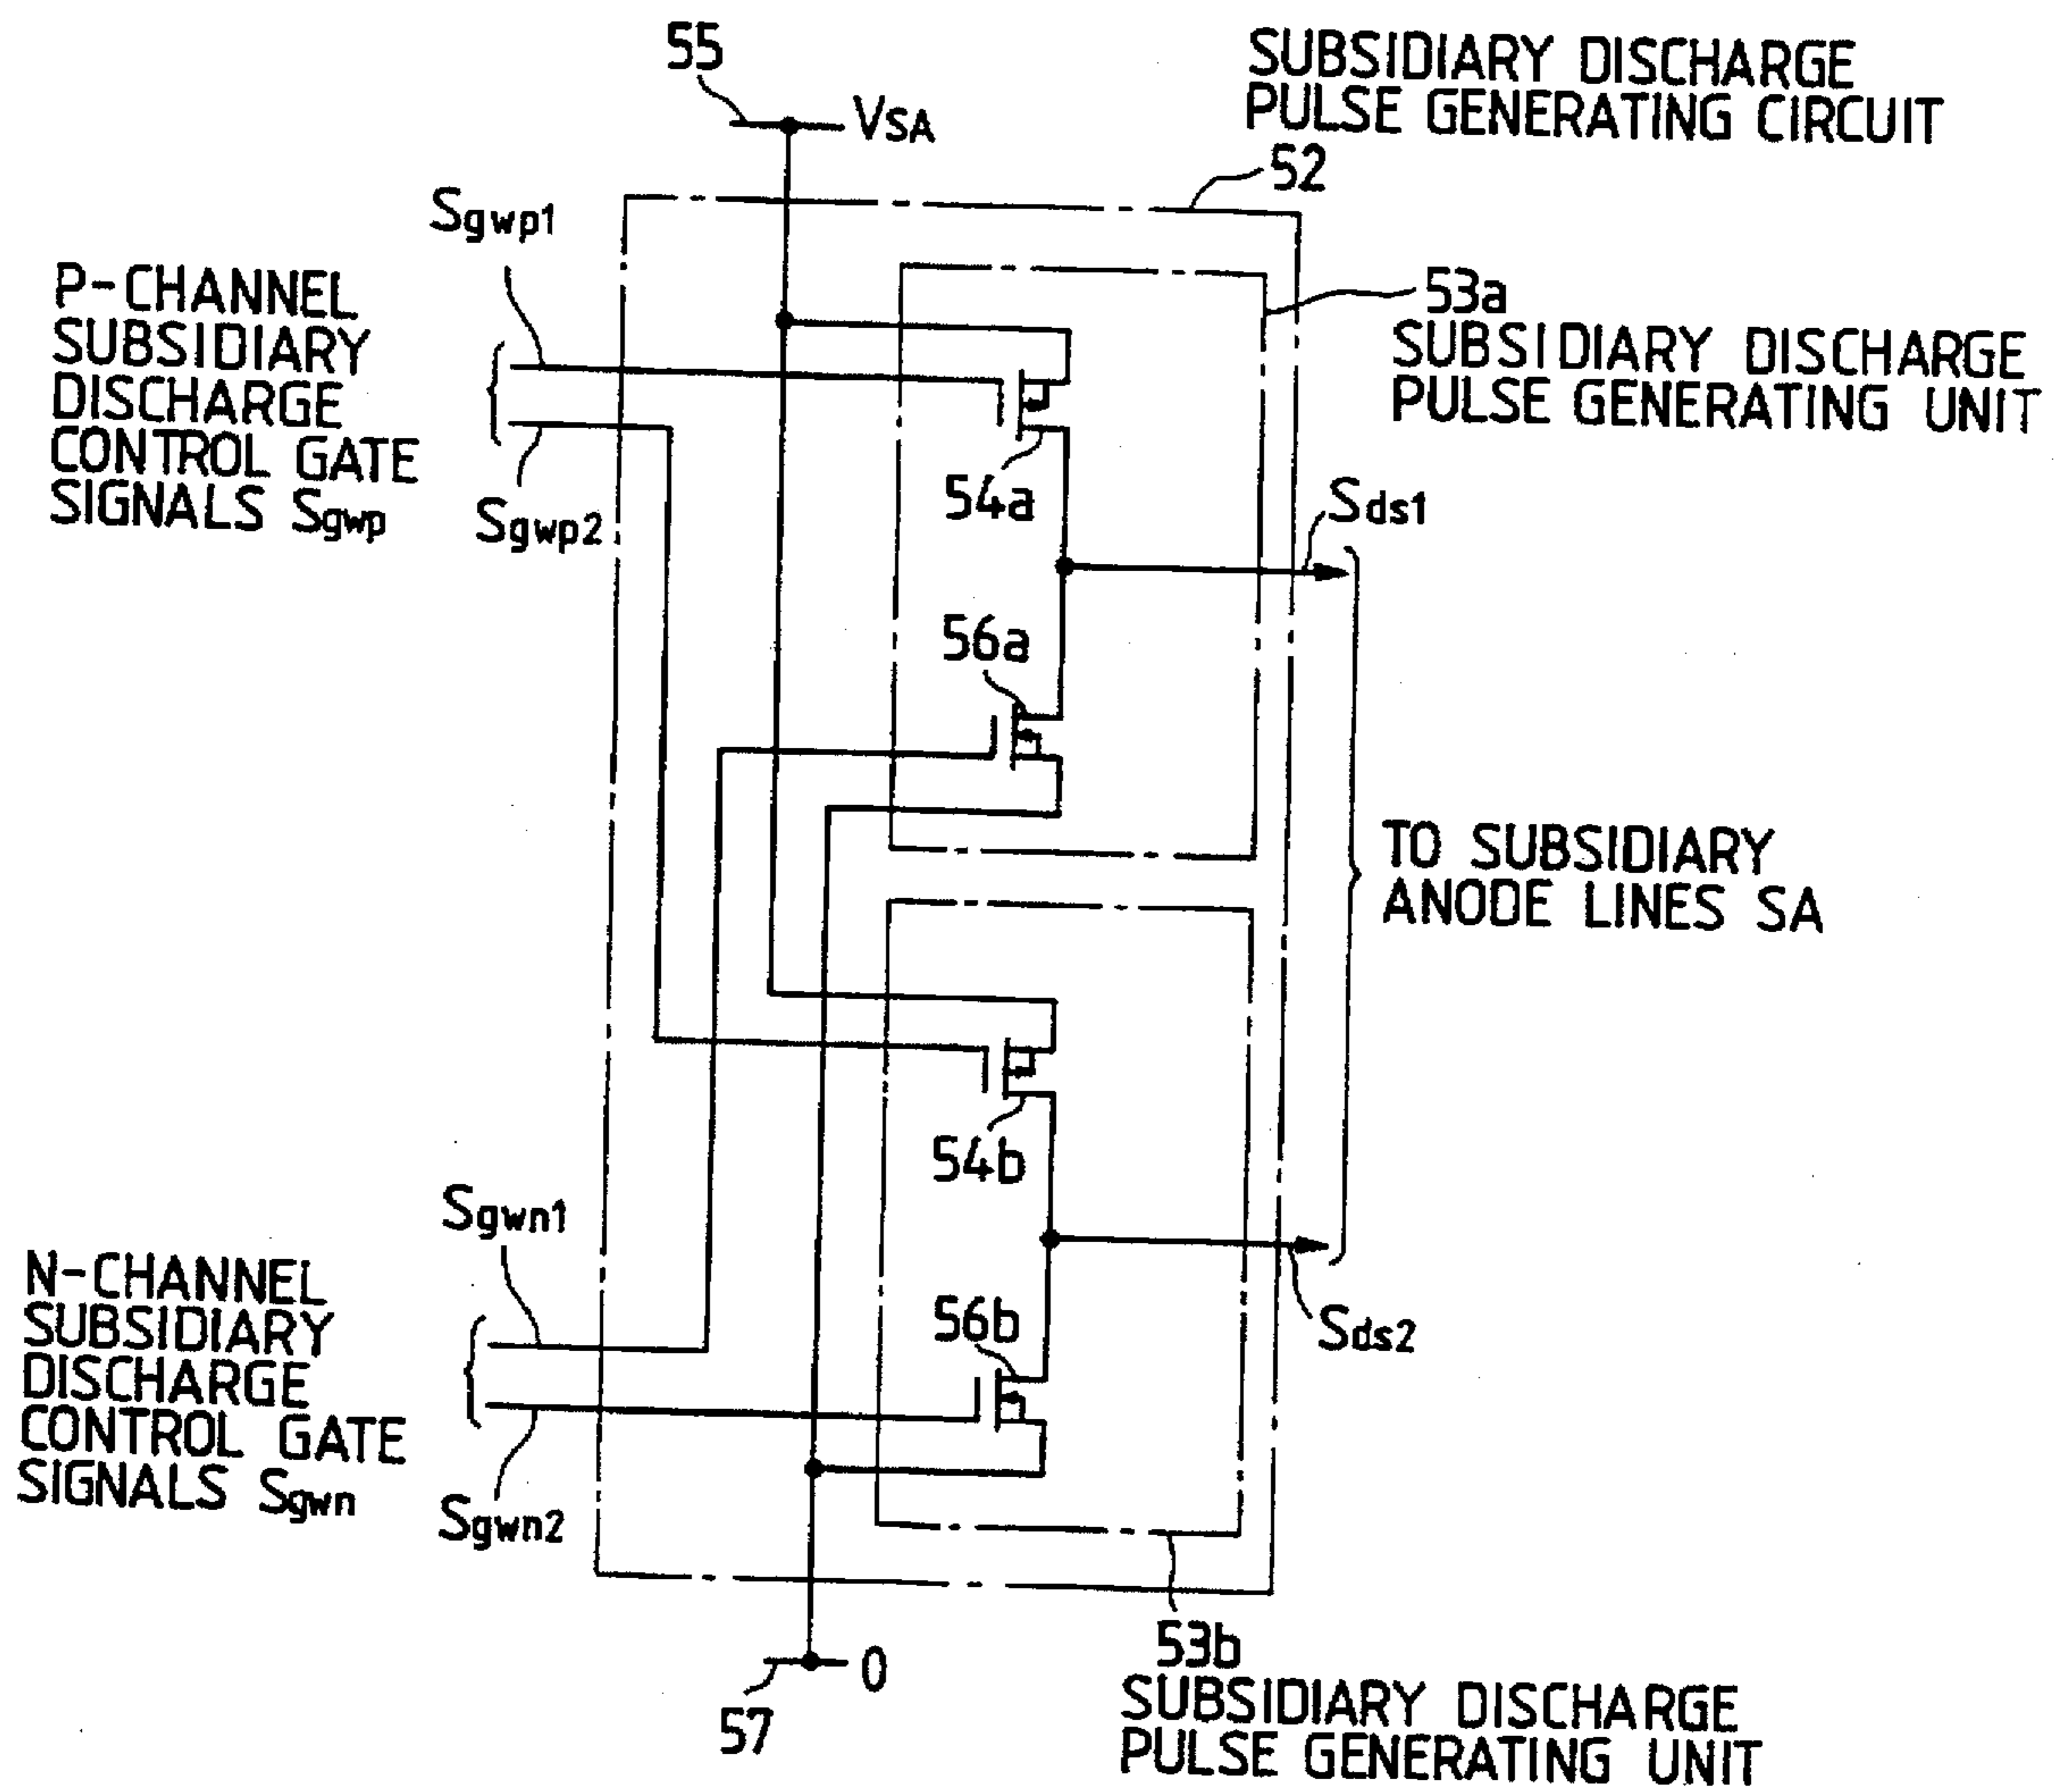 55
VSA
SUBSIDIARY DISCHARGE
PULSE GENERATING CIRCUIT
52
Sgwp1
P-CHANNEL
SUBSIDIARY
DISCHARGE
CONTROL GATE
SIGNALS Sgwp
Sgwp2
53a
SUBSIDIARY DISCHARGE
PULSE GENERATING UNIT
54a
Sds1
56a
TO SUBSIDIARY
ANODE LINES SA
54b
Sgwn1
N-CHANNEL
SUBSIDIARY
DISCHARGE
CONTROL GATE
SIGNALS Sgwn
Sgwn2
56b
Sds2
57
0
53b
SUBSIDIARY DISCHARGE
PULSE GENERATING UNIT